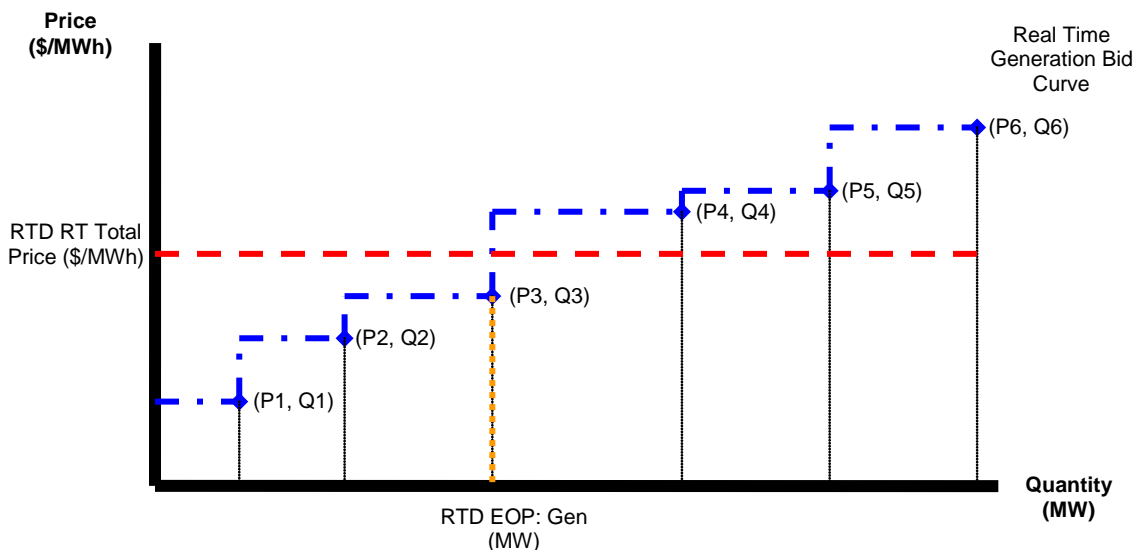 Price
($/MWh)
Real Time
Generation Bid
Curve
(P6, Q6)
(P5, Q5)
(P4, Q4)
RTD RT Total
Price ($/MWh)
(P3, Q3)
(P2, Q2)
(P1, Q1)
Quantity
(MW)
RTD EOP: Gen
(MW)